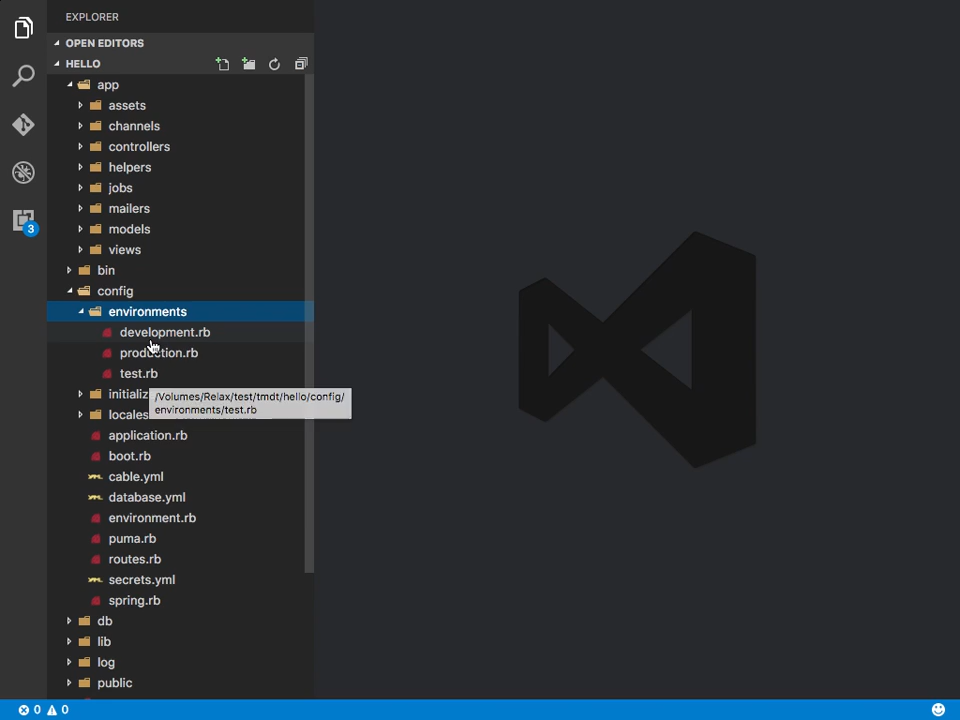 EXPLORER
OPEN EDITORS
HELLO
app
assets
channels
controllers
helpers
jobs
mailers
models
3
views
bin
config
environments
development.rb
production.rb
test.rb
initializ
/Volumes/Relax/test/tmdt/hello/config/
environments/test.rb
locales
application.rb
boot.rb
cable.yml
database.yml
environment.rb
puma.rb
routes.rb
secrets.yml
spring.rb
db
lib
log
public
0 0